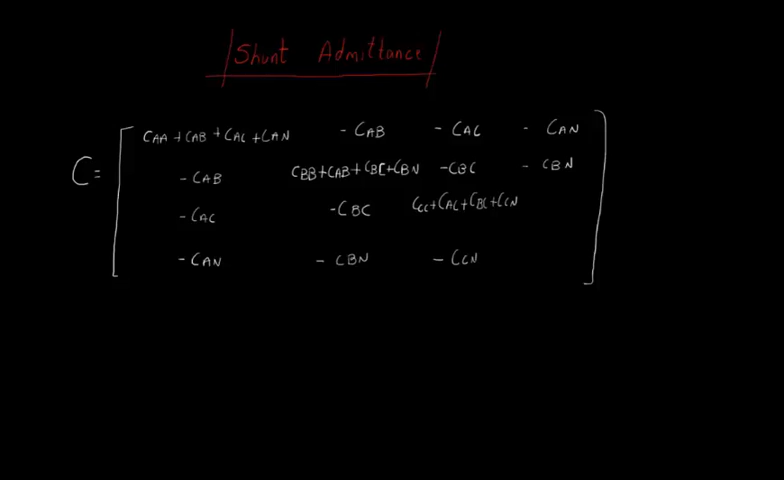 Shunt Admittance
CAA + CAB + CAC + CAN - CAB - CAC - CAN
C= - CAB CBB+CAB+CBC+CBN -CBC - CBN
- CAC -CBC CCC+CAC+CBC+CCN
- CAN - CBN - CCN